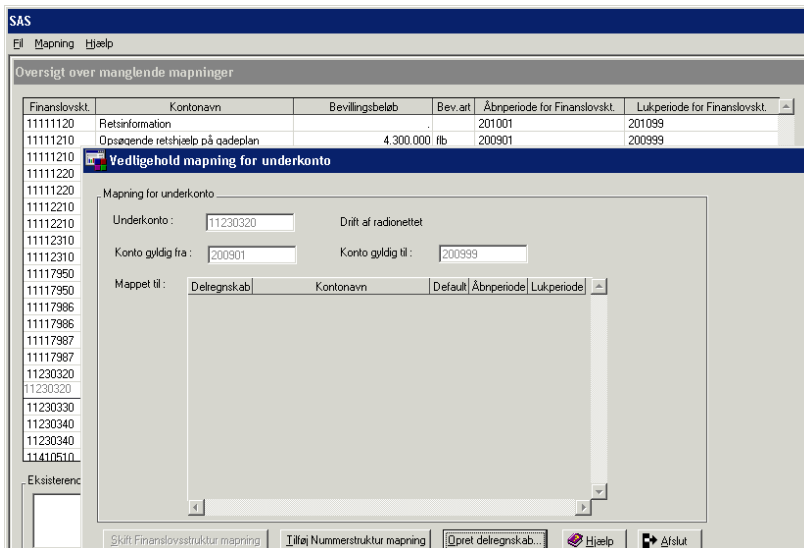 SAS
Fil Mapning Hjælp
Oversigt over manglende mapninger
Finanslovskt. Kontonavn Bevillingsbeløb Bev.art Åbnperiode for Finanslovskt. Lukperiode for Finanslovskt.
11111120 Retsinformation . 201001 201099
11111210 Opsøgende retshjælp på gadeplan 4.300.000 flb 200901 200999
11111210
11111220
11111220
11112210
11112210
11112310
11112310
11117950
11117950
11117986
11117986
11117987
11117987
11230320
11230320
11230330
11230340
11230340
11410510
Eksisterenc
Vedligehold mapning for underkonto
Mapning for underkonto
Underkonto : 11230320 Drift af radionettet
Konto gyldig fra : 200901 Konto gyldig til : 200999
Mappet til : Delregnskab Kontonavn Default Åbnperiode Lukperiode
Skift Finanslovsstruktur mapning Tilføj Nummerstruktur mapning Opret delregnskab... Hjælp Afslut